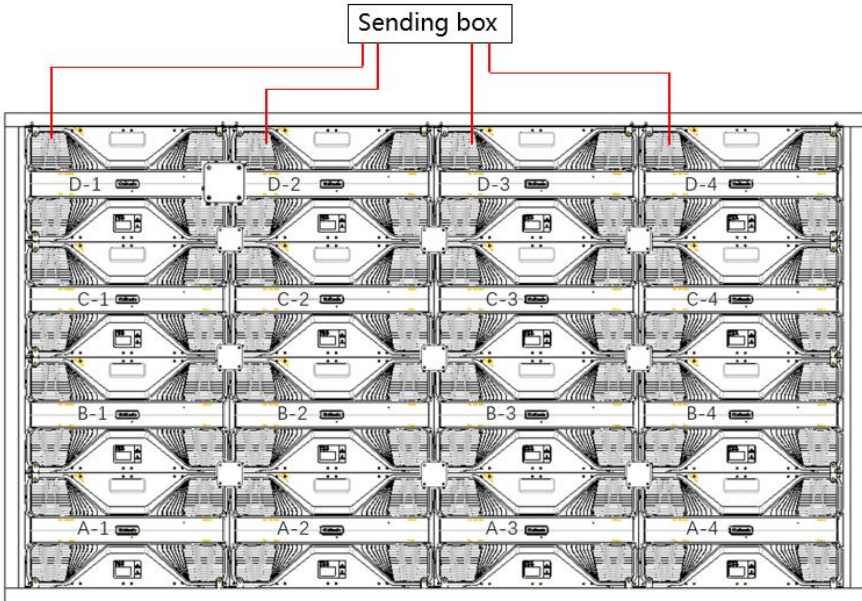 Sending box
D-1 D-2 D-3 D-4
C-1 C-2 C-3 C-4
B-1 B-2 B-3 B-4
A-1 A-2 A-3 A-4